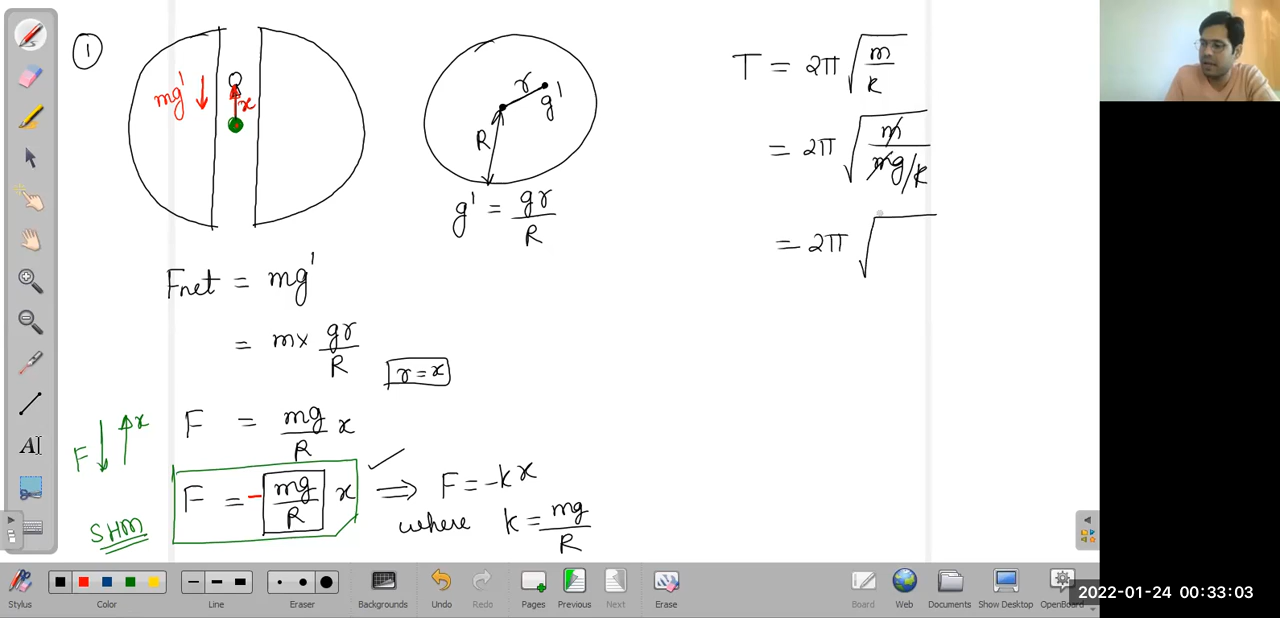 ①
mg' ↓
x
r
g'
R
g' = gr/R
Fnet = mg'
= m× gr/R
r = x
F = mg/R x
F ↓ ↑ x
F = - mg/R x ⇒ F = -kx
where k = mg/R
SHM
T = 2π √(m/k)
= 2π √(m/(mg/R))
= 2π √
Stylus
Color
Line
Eraser
Backgrounds
Undo
Redo
Pages
Previous
Next
Erase
Board
Web
Documents
Show Desktop
OpenBoard
2022-01-24 00:33:03